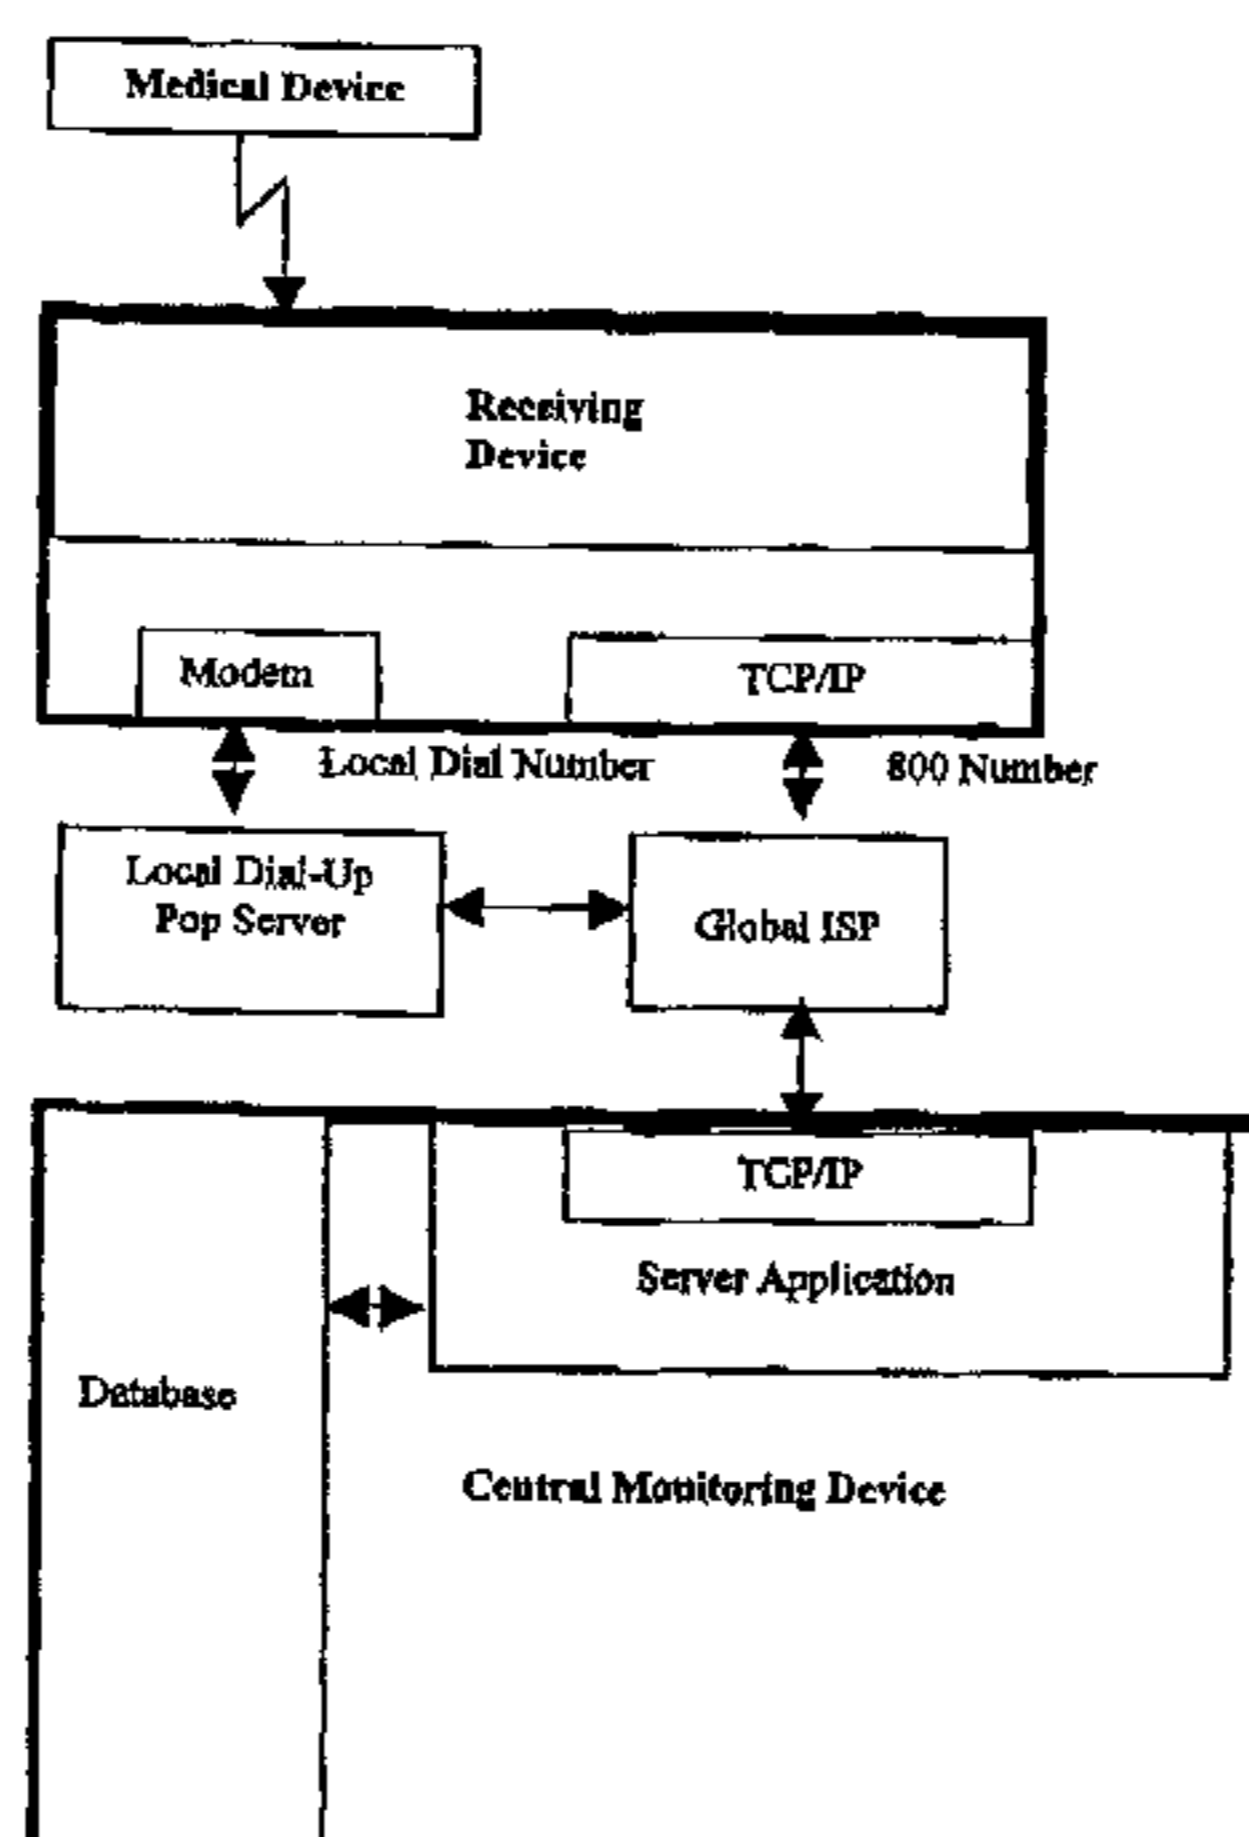 Medical Device
Receiving
Device
Modem
TCP/IP
Local Dial Number
800 Number
Local Dial-Up
Pop Server
Global ISP
TCP/IP
Server Application
Database
Central Monitoring Device